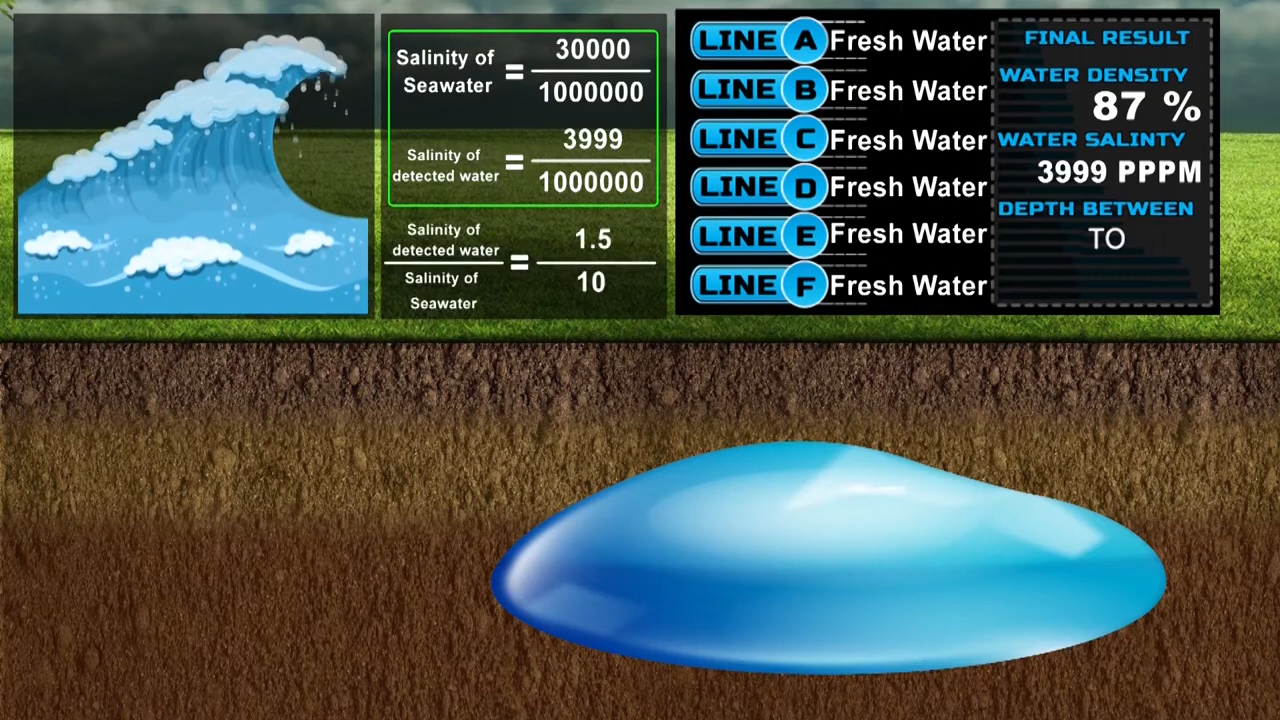 Salinity of
Seawater
=
30000
1000000
Salinity of
detected water
=
3999
1000000
Salinity of
detected water
Salinity of
Seawater
=
1.5
10
LINE A Fresh Water
LINE B Fresh Water
LINE C Fresh Water
LINE D Fresh Water
LINE E Fresh Water
LINE F Fresh Water
FINAL RESULT
WATER DENSITY
87 %
WATER SALINTY
3999 PPPM
DEPTH BETWEEN
TO